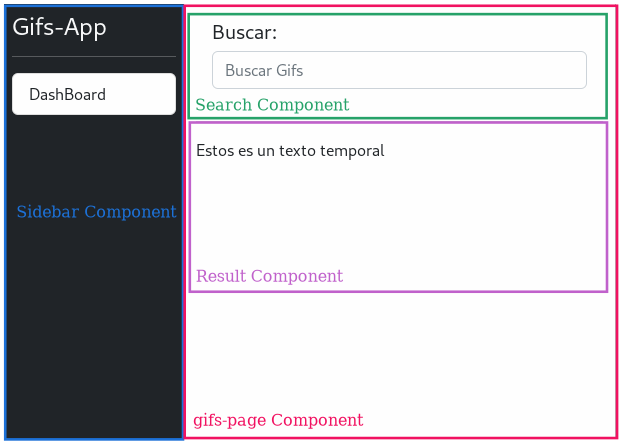 Gifs-App
DashBoard
Sidebar Component
Buscar:
Buscar Gifs
Search Component
Estos es un texto temporal
Result Component
gifs-page Component